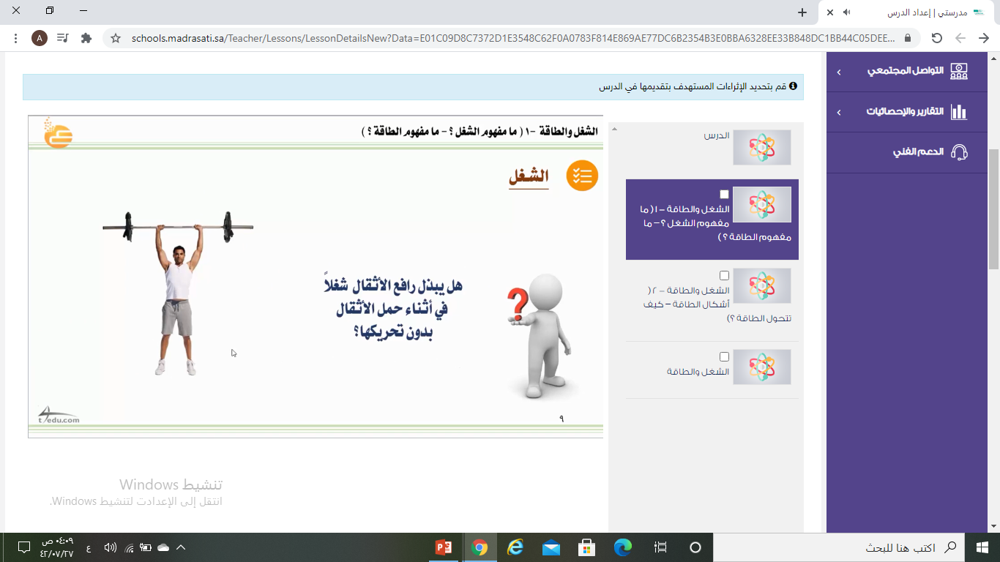 مدرستي | إعداد الدرس
schools.madrasati.sa/Teacher/Lessons/LessonDetailsNew?Data=E01C09D8C7372D1E3548C62F0A0783F814E869AE77DC6B2354B3E0BBA6328EE33B848DC1BB44C05DEE...
A
التواصل المجتمعي
التقارير والإحصائيات
الدعم الفني
قم بتحديد الإثراءات المستهدف بتقديمها في الدرس
الدرس
الشغل والطاقة -١( ما
مفهوم الشغل ؟ – ما
مفهوم الطاقة ؟ )
الشغل والطاقة - ٢(
أشكال الطاقة – كيف
تتحول الطاقة ؟)
الشغل والطاقة
الشغل والطاقة -١ ( ما مفهوم الشغل ؟ - ما مفهوم الطاقة ؟ )
الشغل
هل يبذل رافع الأثقال شغلاً
في أثناء حمل الأثقال
بدون تحريكها؟
?
t4edu.com
٩
تنشيط Windows
انتقل إلى الإعدادت لتنشيط Windows.
اكتب هنا للبحث
ع
٠٤:٠٩ ص
٤٢/٠٧/٢٧